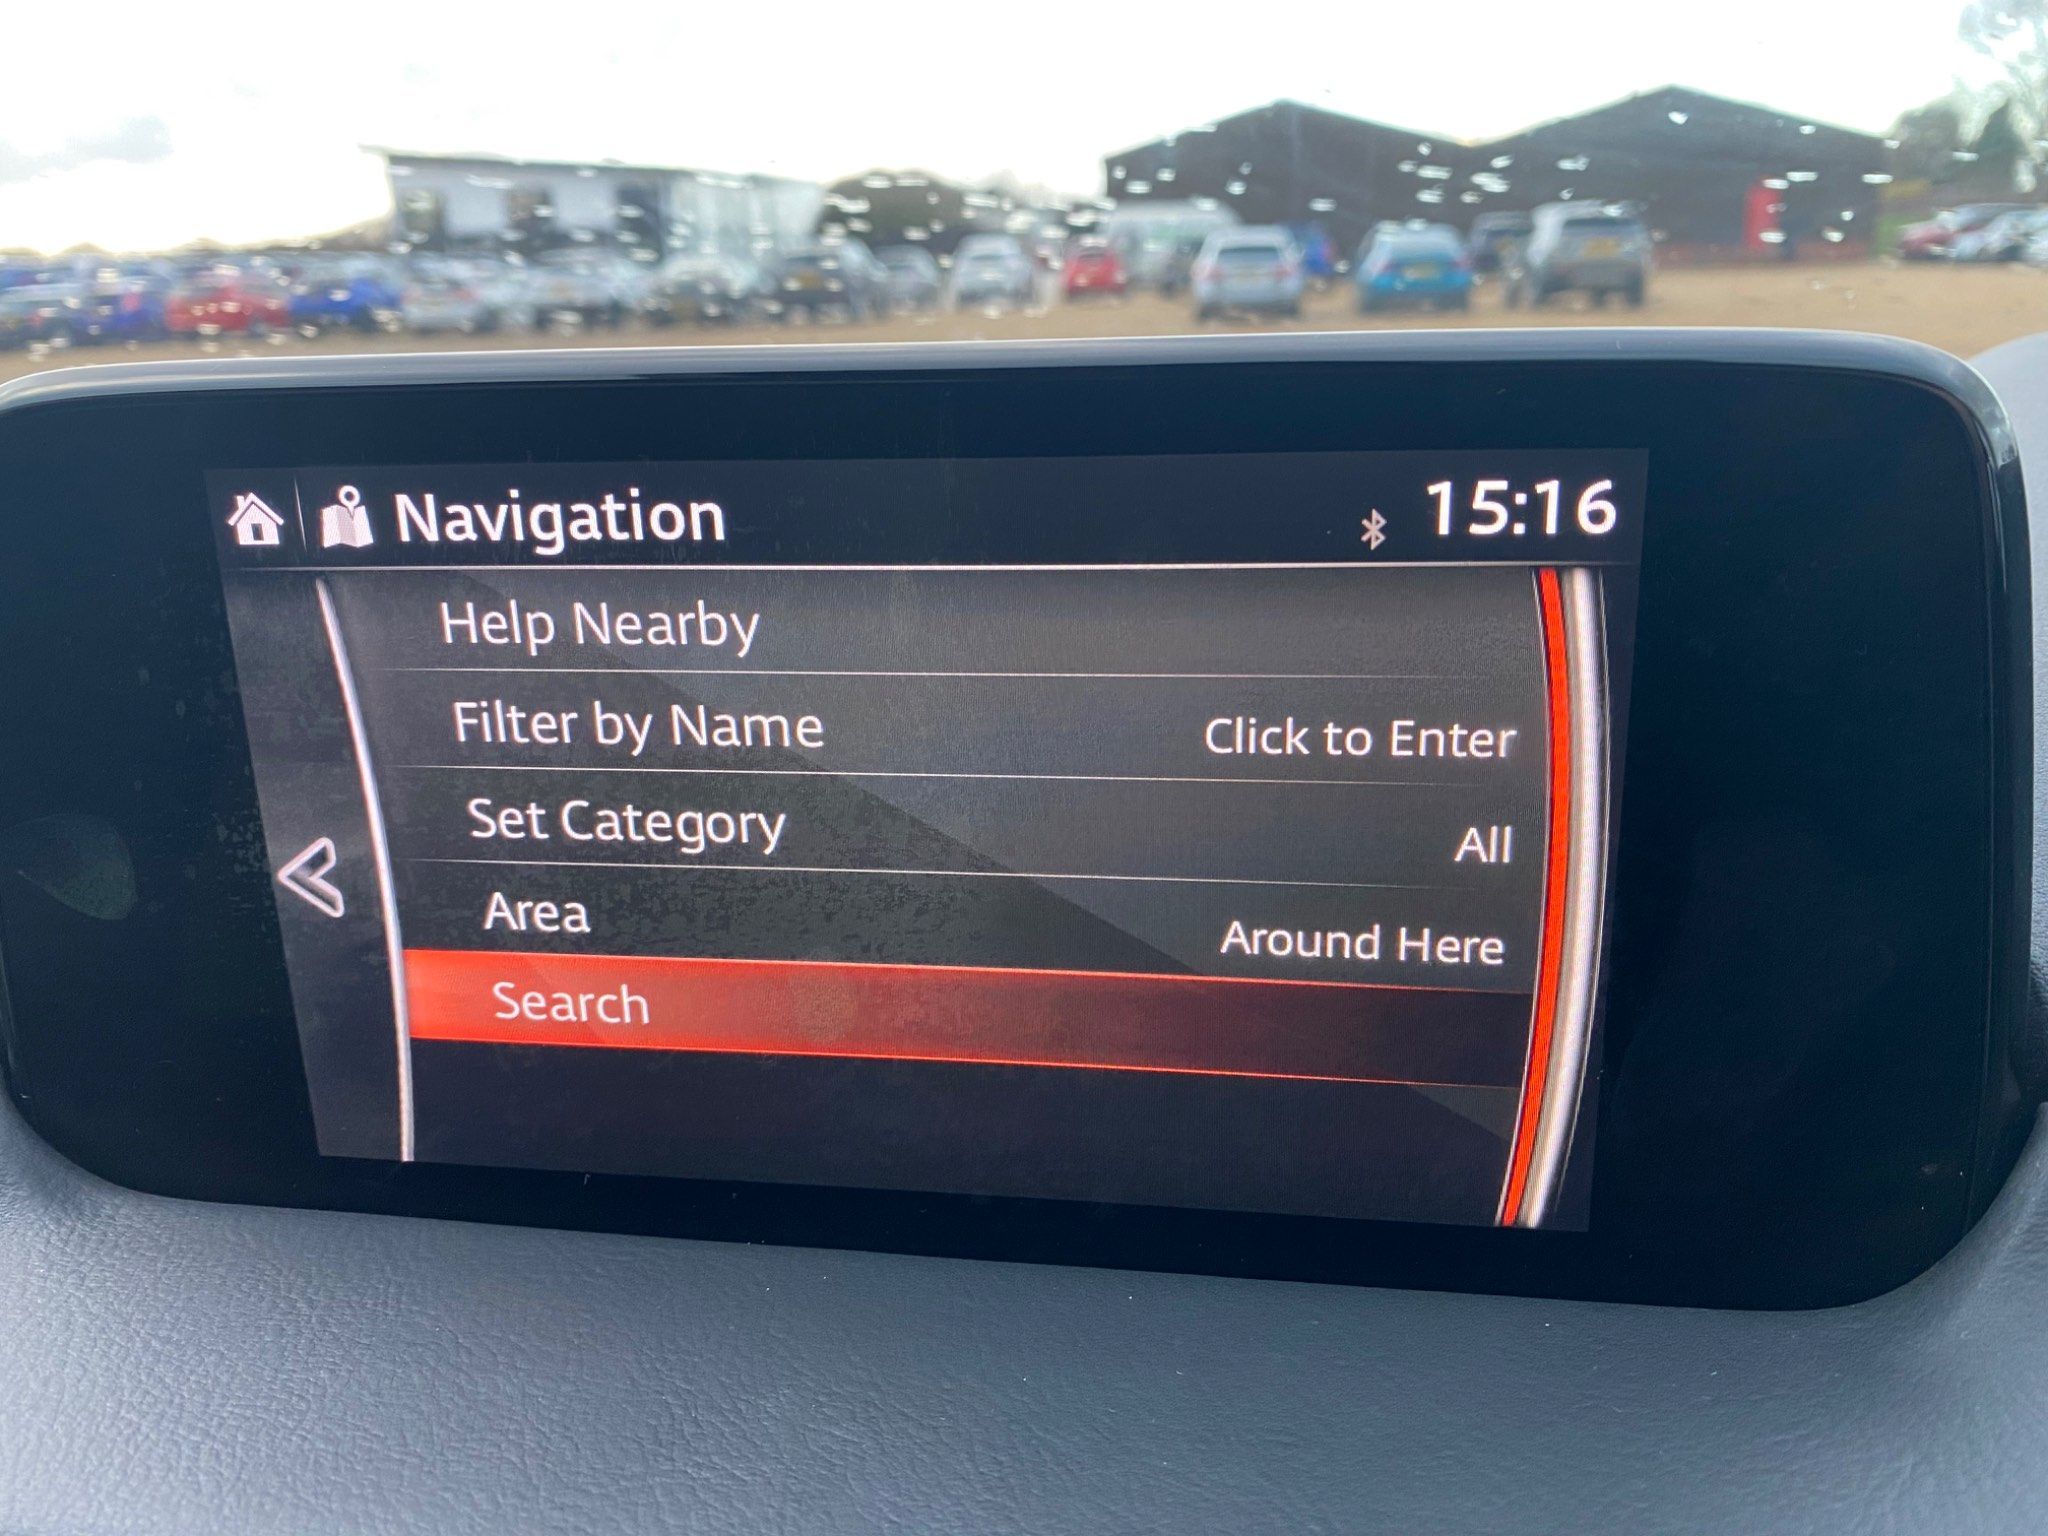 Navigation 15:16
Help Nearby
Filter by Name Click to Enter
Set Category All
Area Around Here
Search